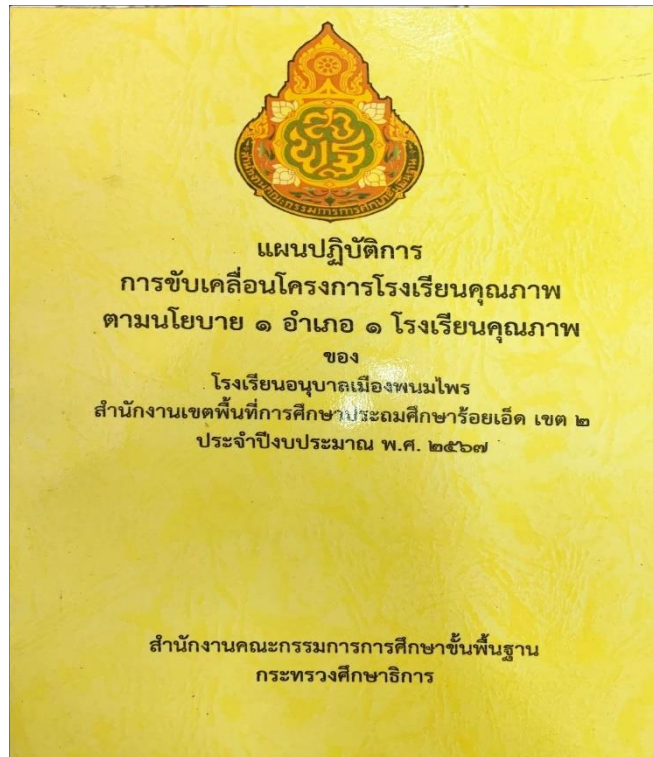 แผนปฏิบัติการ
การขับเคลื่อนโครงการโรงเรียนคุณภาพ
ตามนโยบาย ๑ อำเภอ ๑ โรงเรียนคุณภาพ
ของ
โรงเรียนอนุบาลเมืองพนมไพร
สำนักงานเขตพื้นที่การศึกษาประถมศึกษาร้อยเอ็ด เขต ๒
ประจำปีงบประมาณ พ.ศ. ๒๕๖๗
สำนักงานคณะกรรมการการศึกษาขั้นพื้นฐาน
กระทรวงศึกษาธิการ